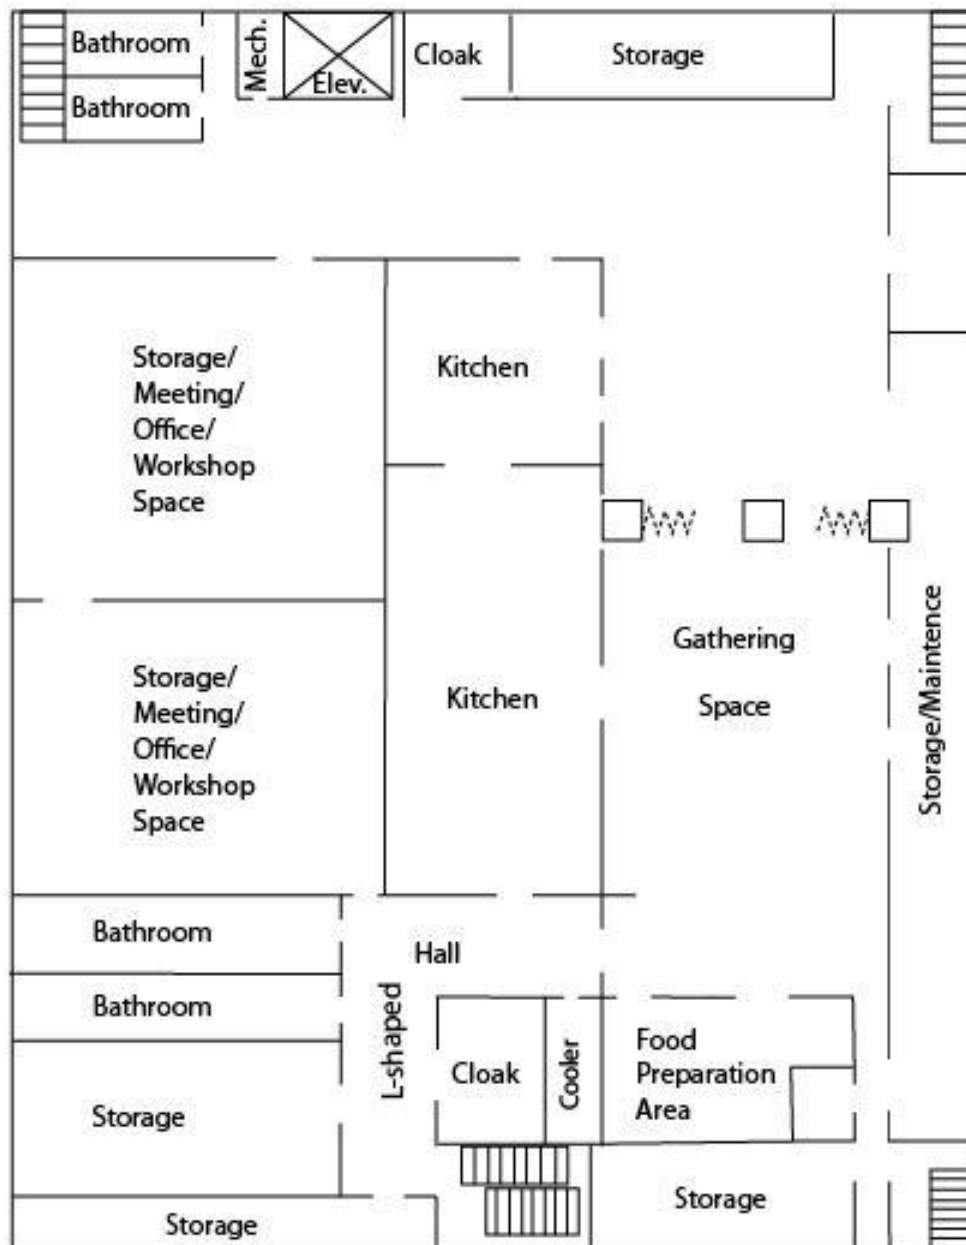 Bathroom
Mech.
Elev.
Cloak
Storage
Bathroom
Storage/
Meeting/
Office/
Workshop
Space
Kitchen
Storage/
Meeting/
Office/
Workshop
Space
Kitchen
Gathering
Space
Storage/Maintence
Bathroom
Hall
Bathroom
L-shaped
Cloak
Cooler
Food
Preparation
Area
Storage
Storage
Storage